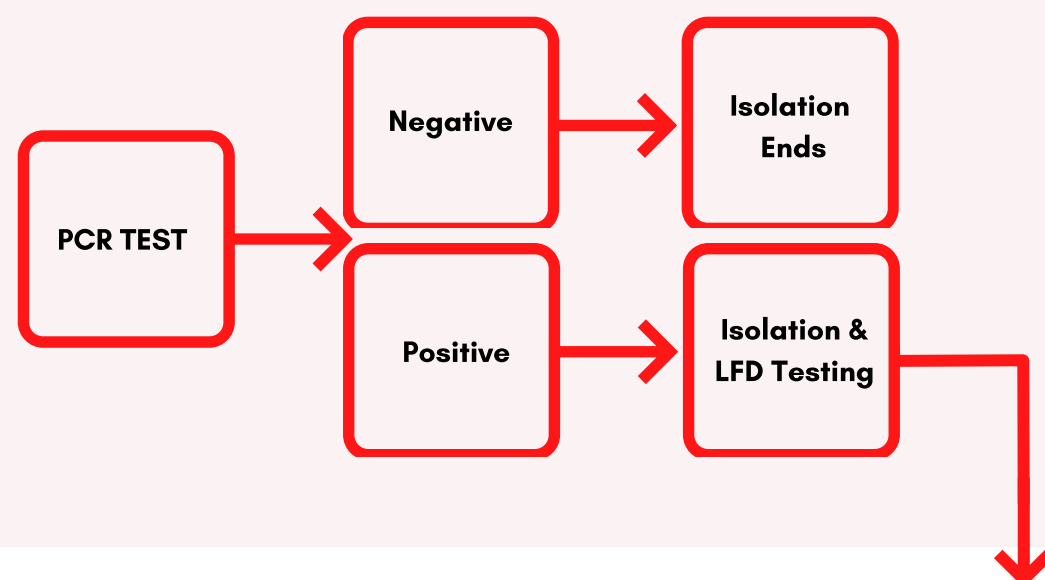 PCR TEST
Negative
Isolation
Ends
Positive
Isolation &
LFD Testing